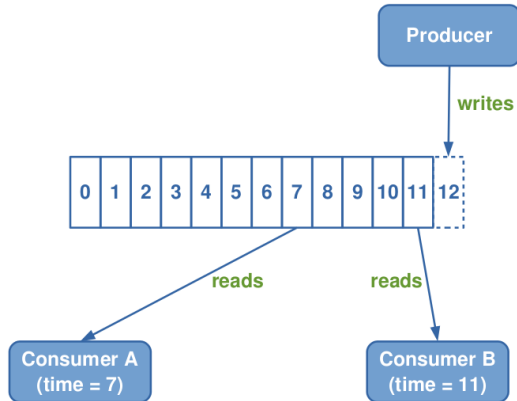 Producer
writes
0 1 2 3 4 5 6 7 8 9 10 11 12
reads reads
Consumer A
(time = 7)
Consumer B
(time = 11)